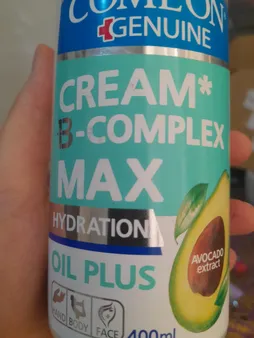 COMEON
GENUINE
CREAM*
B-COMPLEX
MAX
HYDRATION
OIL PLUS
AVOCADO
extract
HAND BODY FACE
400ml